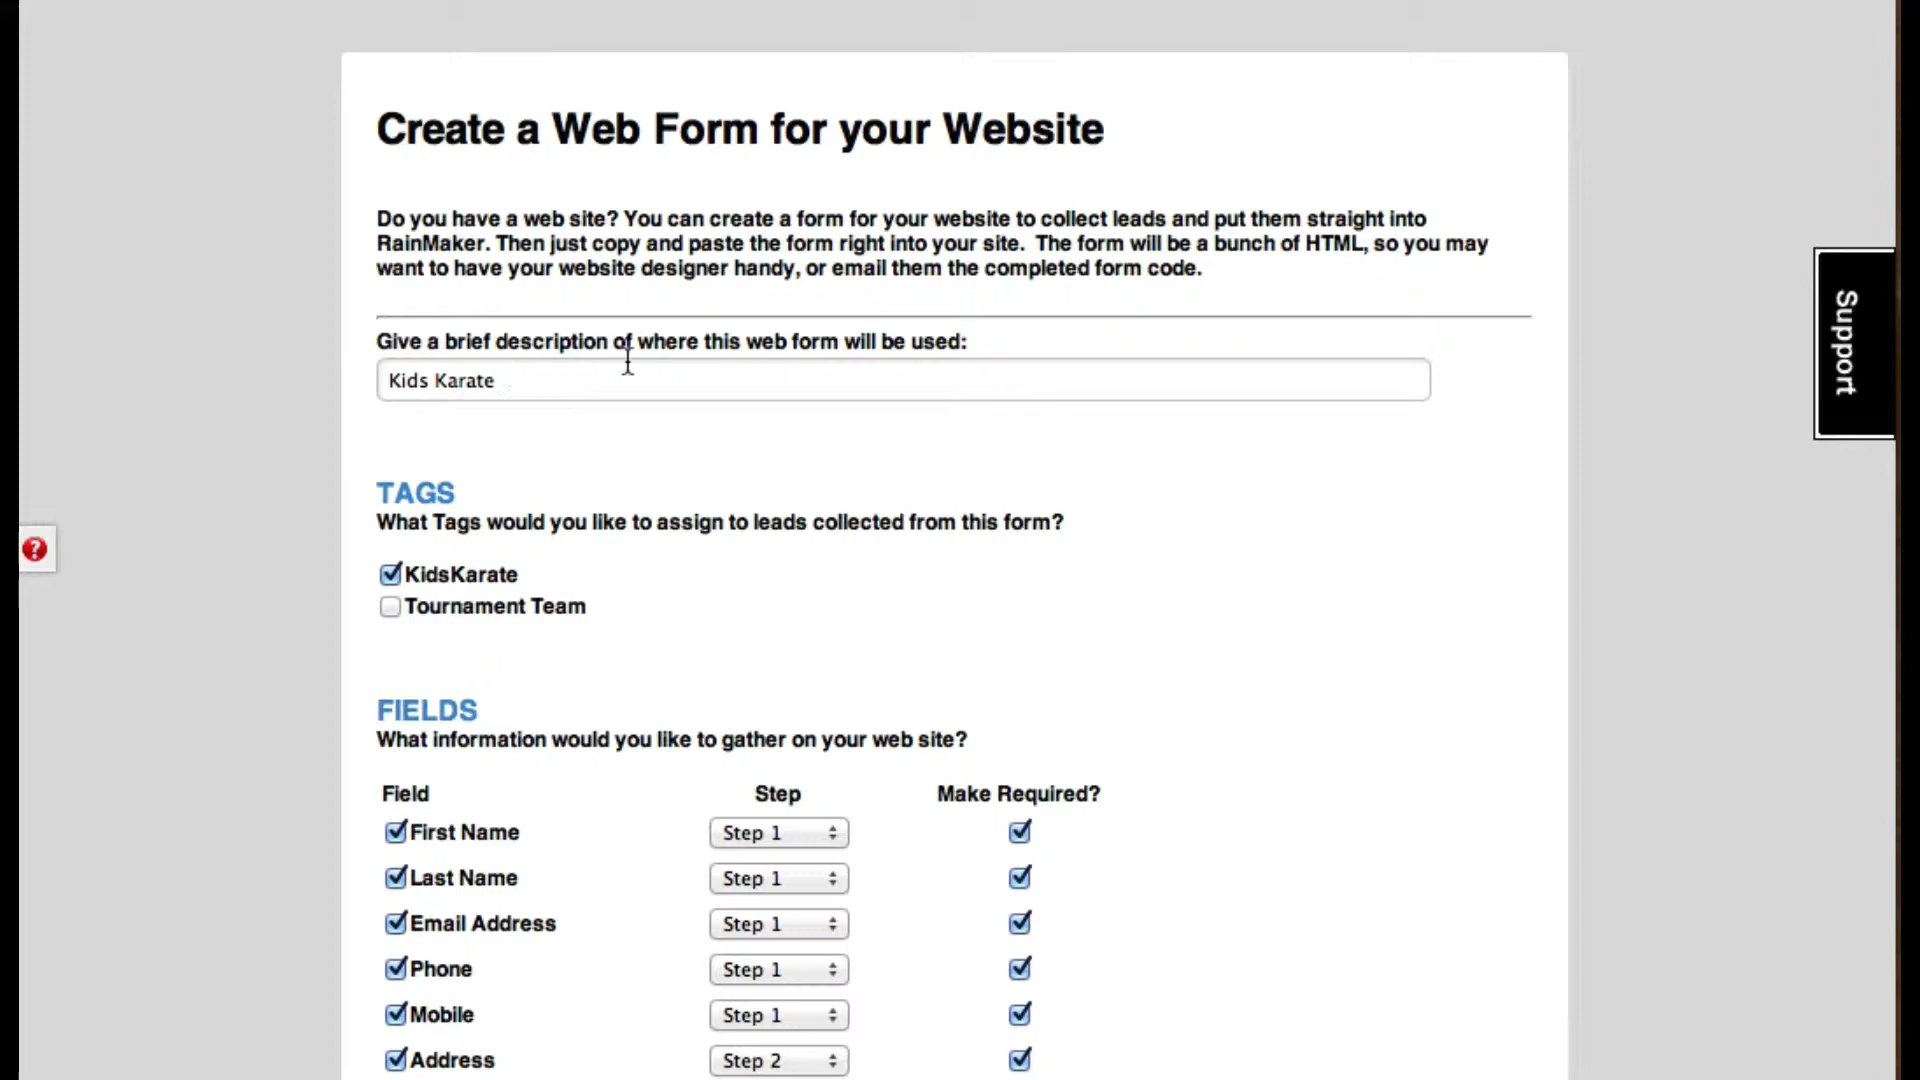 Create a Web Form for your Website
Do you have a web site? You can create a form for your website to collect leads and put them straight into
RainMaker. Then just copy and paste the form right into your site.  The form will be a bunch of HTML, so you may
want to have your website designer handy, or email them the completed form code.
Give a brief description of where this web form will be used:
Kids Karate
Support
TAGS
What Tags would you like to assign to leads collected from this form?
?
KidsKarate
Tournament Team
FIELDS
What information would you like to gather on your web site?
Field Step Make Required?
First Name Step 1
Last Name Step 1
Email Address Step 1
Phone Step 1
Mobile Step 1
Address Step 2